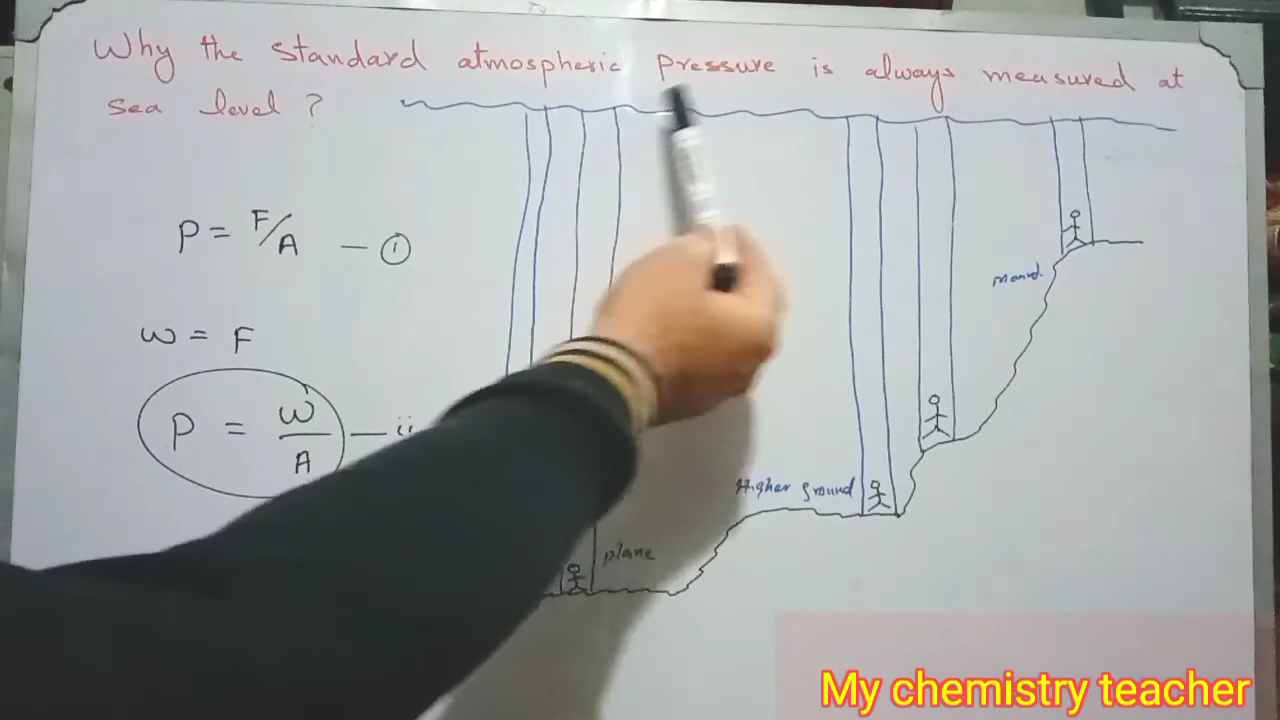 Why the standard atmospheric pressure is always measured at
sea level ?
P = F/A — ①
W = F
P = W/A — ii
Higher ground
plane
My chemistry teacher